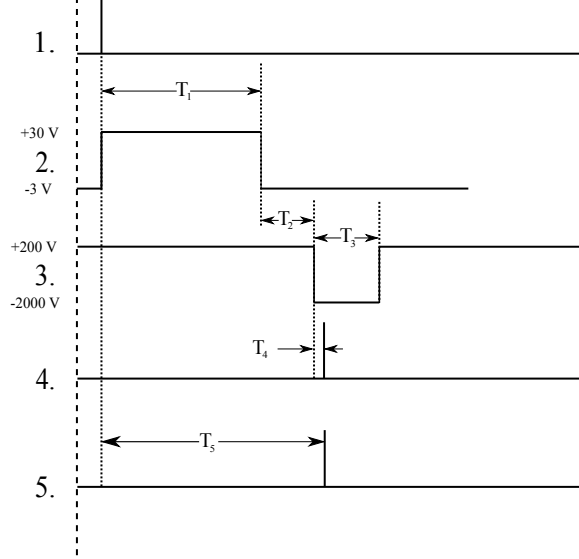 1.
T₁
+30 V
2.
-3 V
T₂
T₃
+200 V
3.
-2000 V
T₄
4.
T₅
5.